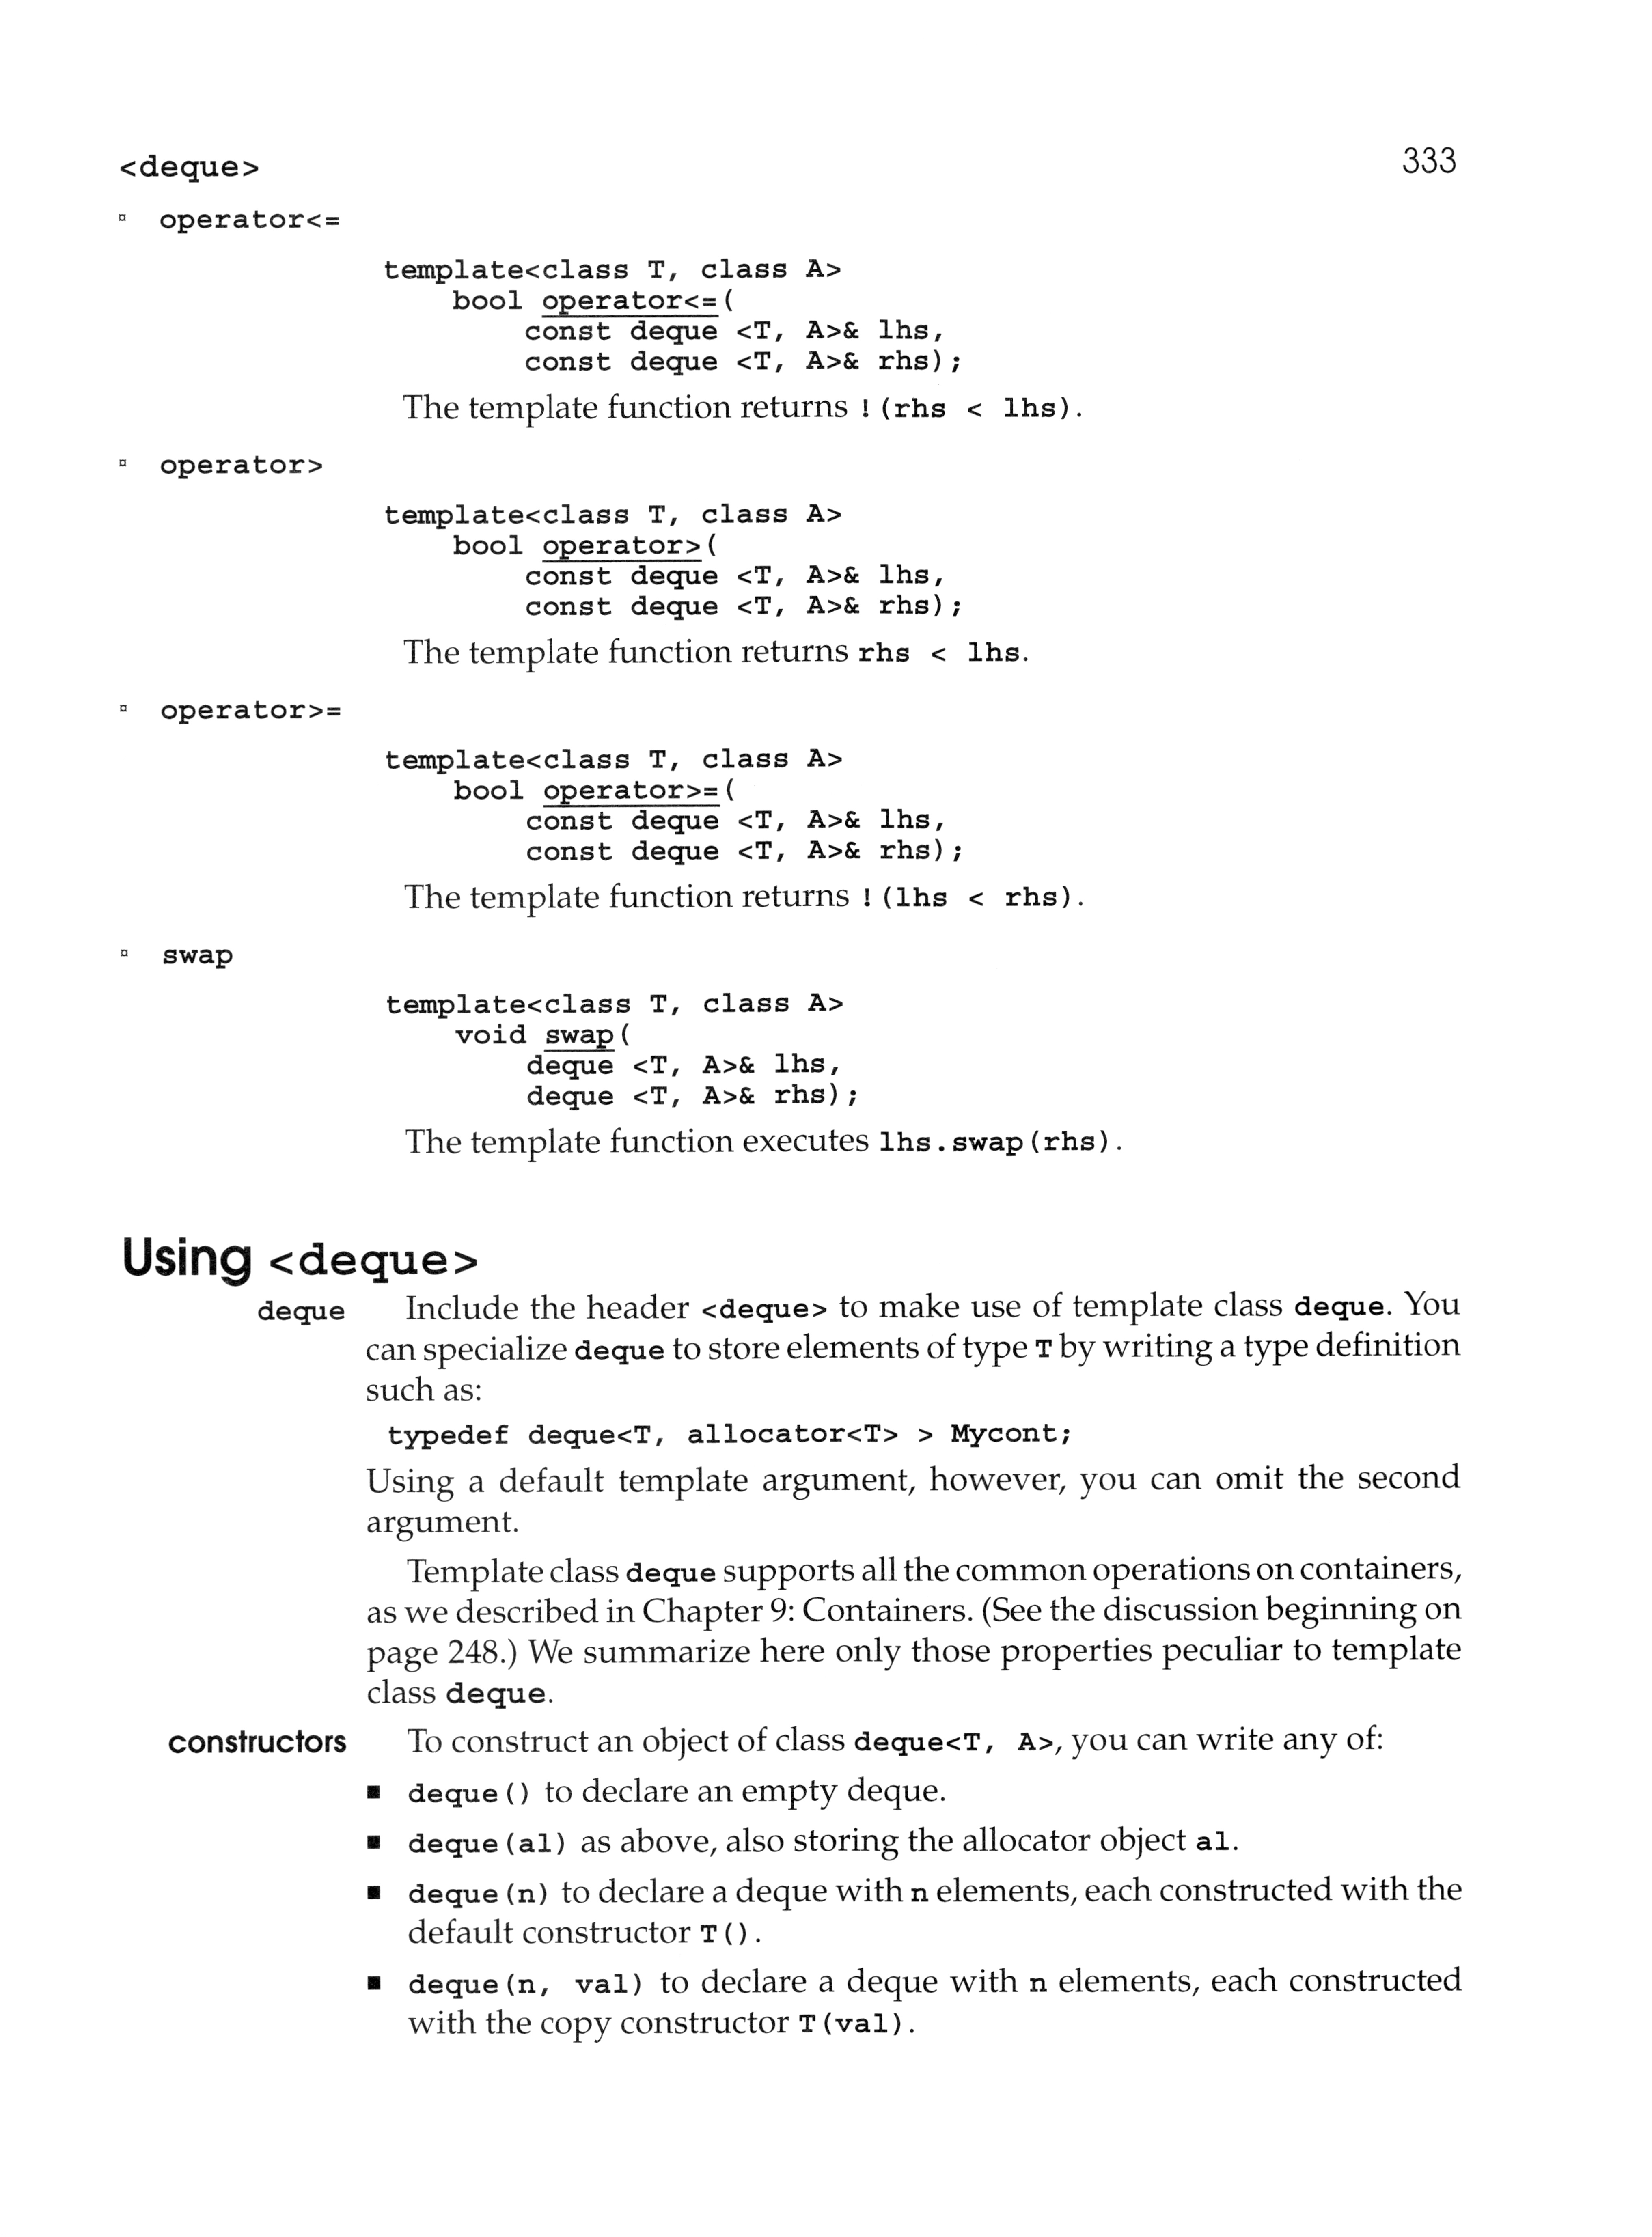 <deque> 333
▫ operator<=
template<class T, class A>
bool operator<=(
const deque <T, A>& lhs,
const deque <T, A>& rhs);
The template function returns !(rhs < lhs).
▫ operator>
template<class T, class A>
bool operator>(
const deque <T, A>& lhs,
const deque <T, A>& rhs);
The template function returns rhs < lhs.
▫ operator>=
template<class T, class A>
bool operator>=(
const deque <T, A>& lhs,
const deque <T, A>& rhs);
The template function returns !(lhs < rhs).
▫ swap
template<class T, class A>
void swap(
deque <T, A>& lhs,
deque <T, A>& rhs);
The template function executes lhs.swap(rhs).
Using <deque>
deque Include the header <deque> to make use of template class deque. You
can specialize deque to store elements of type T by writing a type definition
such as:
typedef deque<T, allocator<T> > Mycont;
Using a default template argument, however, you can omit the second
argument.
Template class deque supports all the common operations on containers,
as we described in Chapter 9: Containers. (See the discussion beginning on
page 248.) We summarize here only those properties peculiar to template
class deque.
constructors To construct an object of class deque<T, A>, you can write any of:
■ deque() to declare an empty deque.
■ deque(al) as above, also storing the allocator object al.
■ deque(n) to declare a deque with n elements, each constructed with the
default constructor T().
■ deque(n, val) to declare a deque with n elements, each constructed
with the copy constructor T(val).